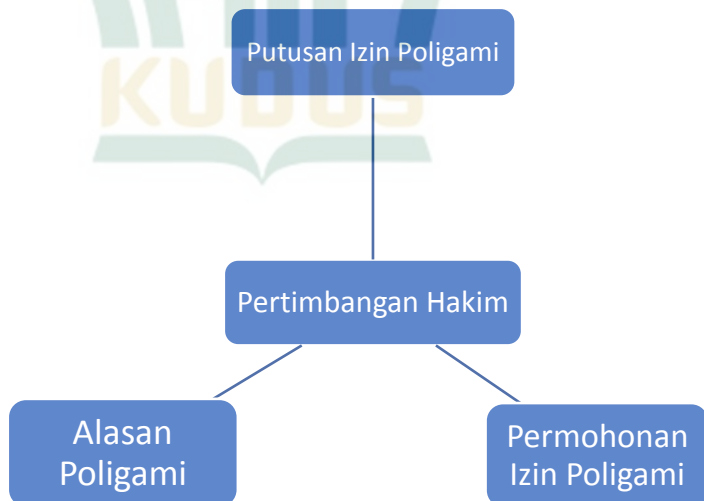 Putusan Izin Poligami
KUDUS
Pertimbangan Hakim
Alasan
Poligami
Permohonan
Izin Poligami